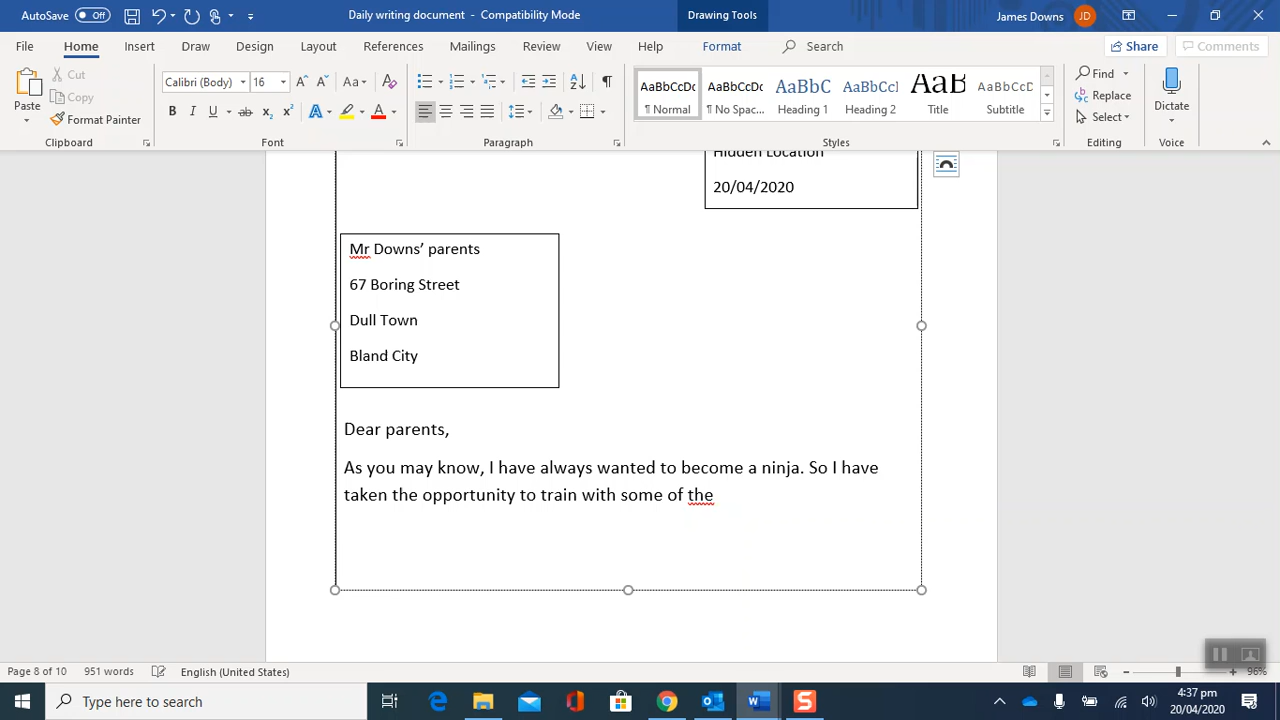 AutoSave Off Daily writing document - Compatibility Mode Drawing Tools James Downs JD
File Home Insert Draw Design Layout References Mailings Review View Help Format Search Share Comments
Paste Cut Copy Format Painter Clipboard
Calibri (Body) 16 Aa B I U ab x₂ x² A A Font
Paragraph
AaBbCcDc AaBbCcDc AaBbC AaBbCcl AaB AaBbCcD
¶ Normal ¶ No Spac... Heading 1 Heading 2 Title Subtitle
Styles
Find Replace Select Editing
Dictate Voice
Hidden Location
20/04/2020
Mr Downs’ parents
67 Boring Street
Dull Town
Bland City
Dear parents,
As you may know, I have always wanted to become a ninja. So I have
taken the opportunity to train with some of the
Page 8 of 10 951 words English (United States) 96%
Type here to search
4:37 pm
20/04/2020